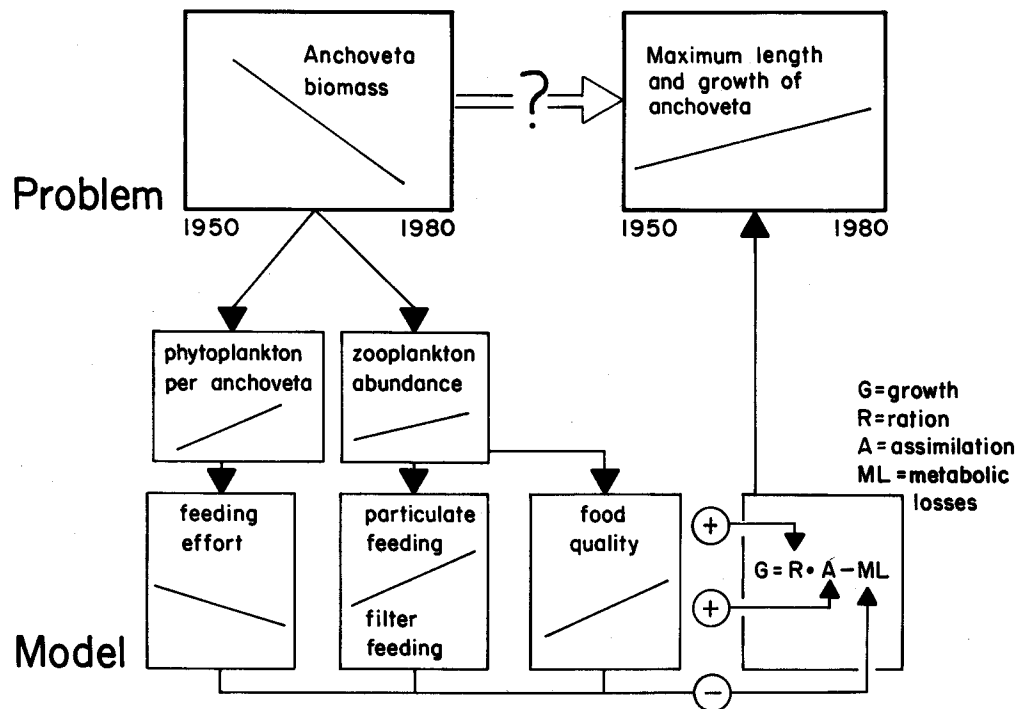 Anchoveta
biomass
?
Maximum length
and growth of
anchoveta
Problem
1950
1980
1950
1980
phytoplankton
per anchoveta
zooplankton
abundance
G=growth
R=ration
A=assimilation
ML=metabolic
losses
feeding
effort
particulate
feeding
filter
feeding
food
quality
+
G=R•A-ML
+
Model
−